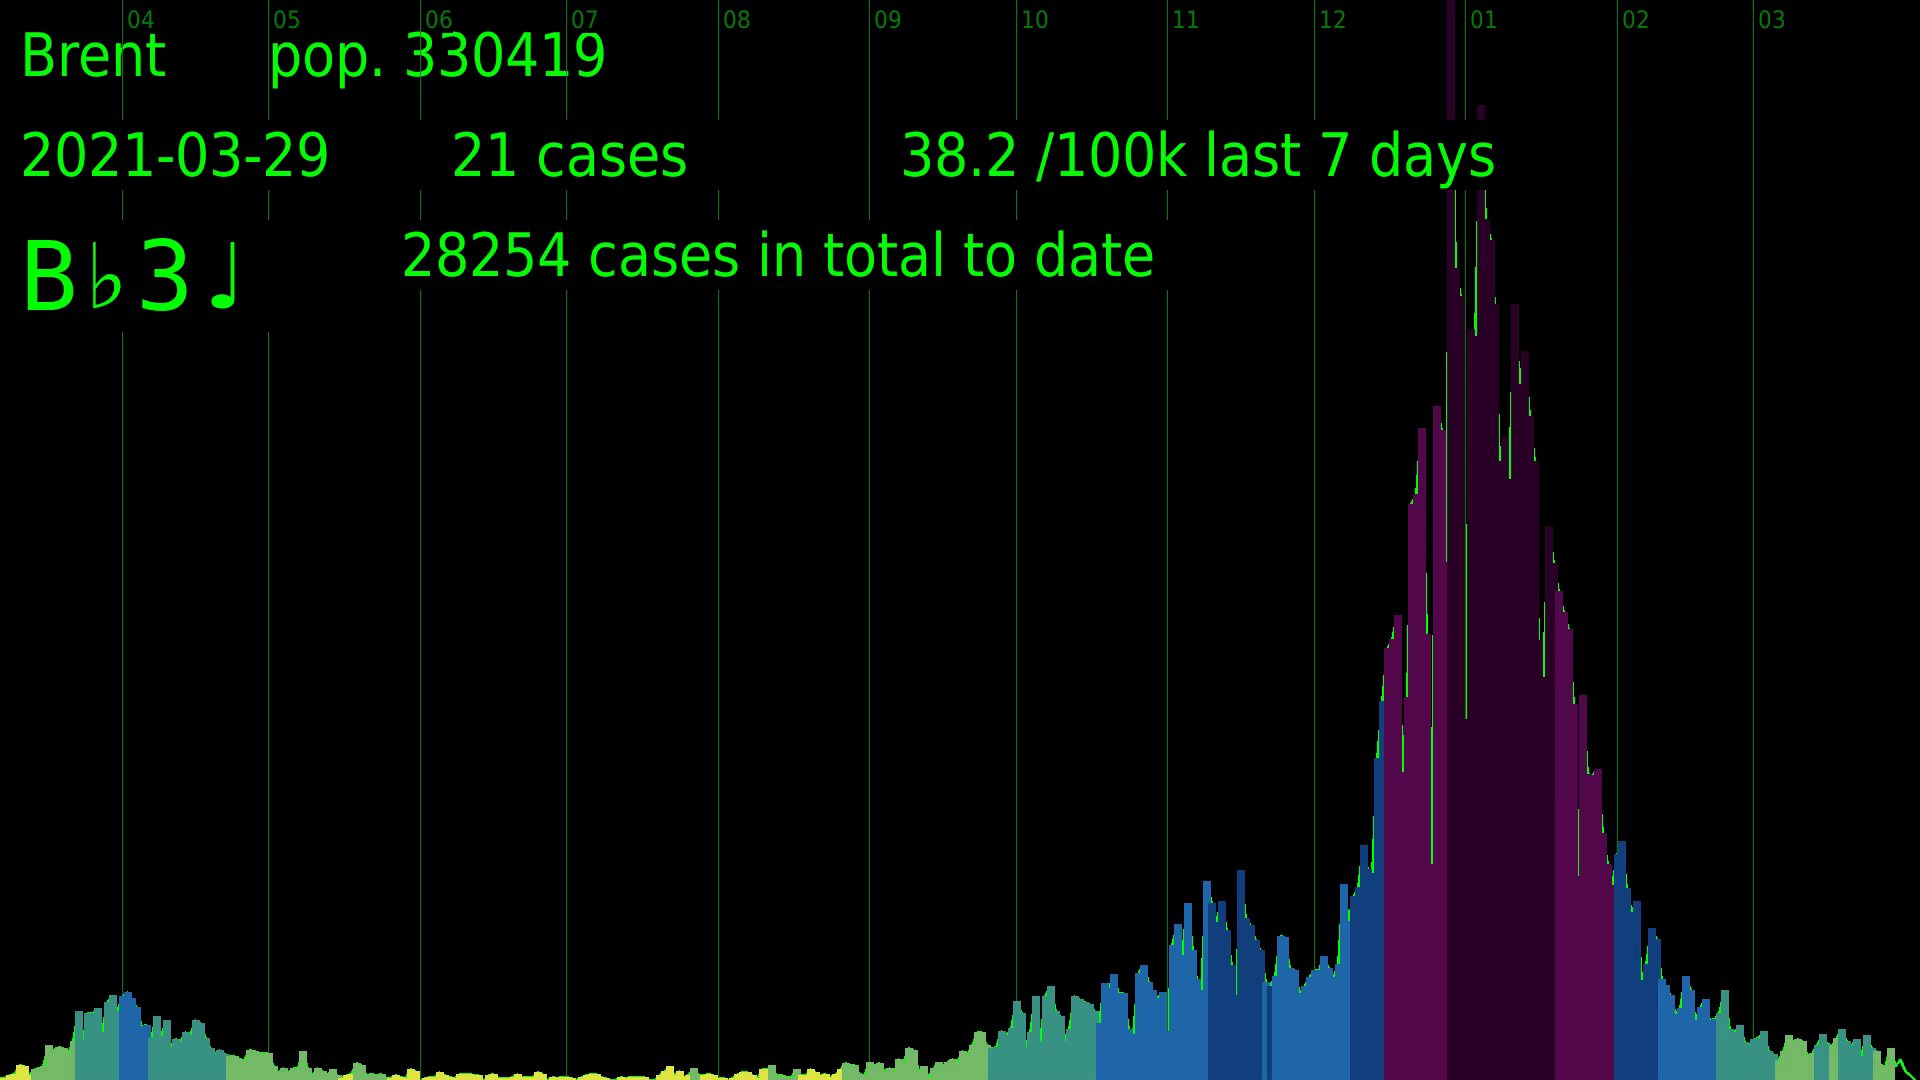 04 05 06 07 08 09 10 11 12 01 02 03
Brent pop. 330419
2021-03-29 21 cases 38.2 /100k last 7 days
B♭3♩ 28254 cases in total to date